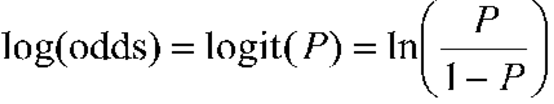 log(odds) = logit(P) = ln(P / (1 − P))